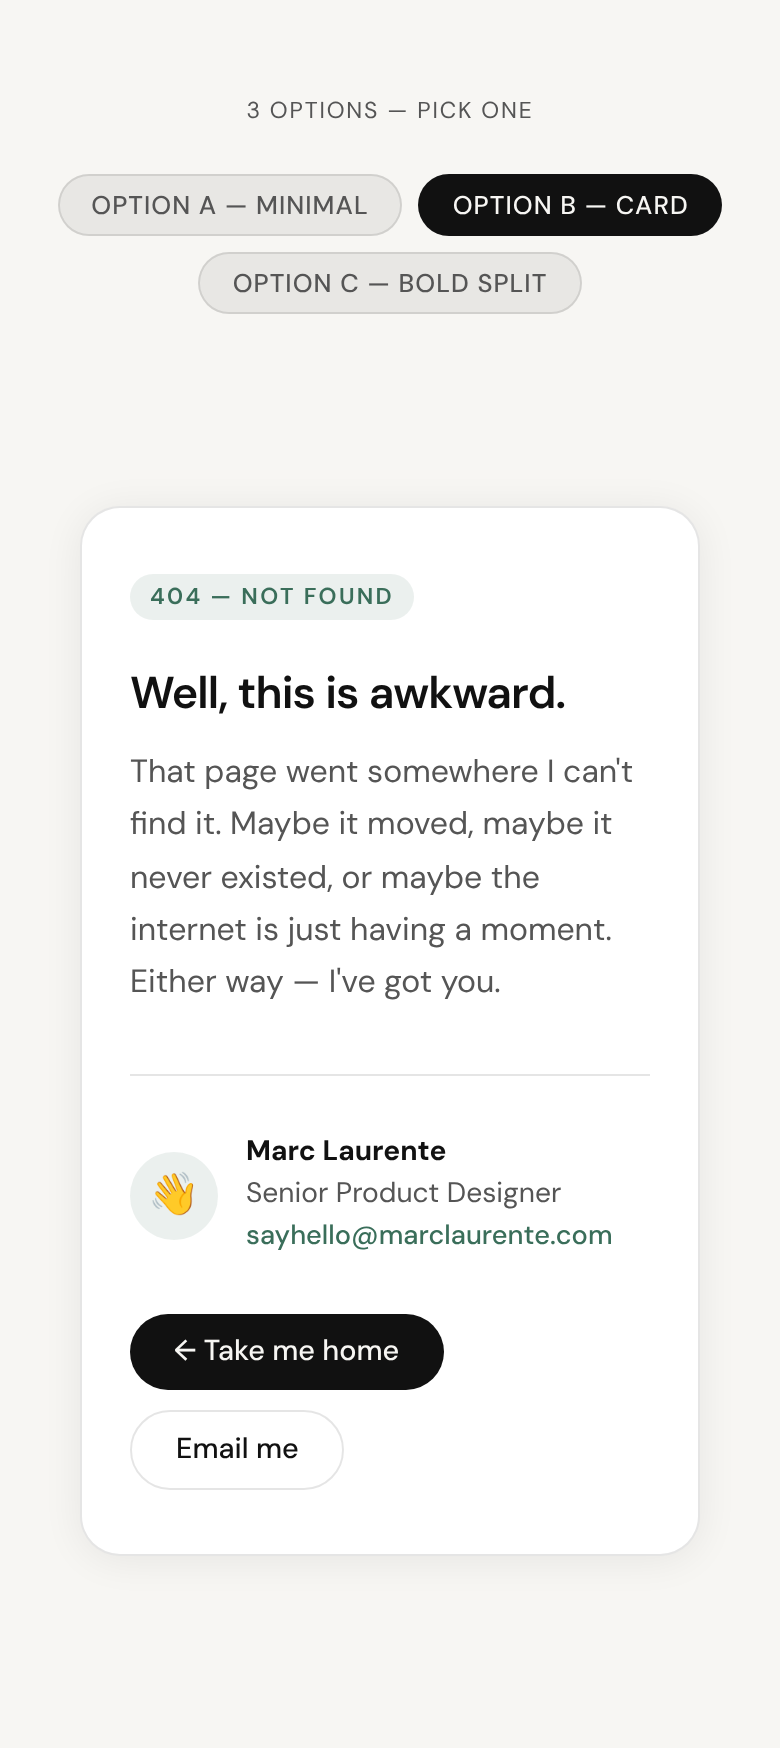 3 OPTIONS — PICK ONE
OPTION A — MINIMAL
OPTION B — CARD
OPTION C — BOLD SPLIT
404 — NOT FOUND
Well, this is awkward.
That page went somewhere I can't
find it. Maybe it moved, maybe it
never existed, or maybe the
internet is just having a moment.
Either way — I've got you.
Marc Laurente
Senior Product Designer
sayhello@marclaurente.com
← Take me home
Email me